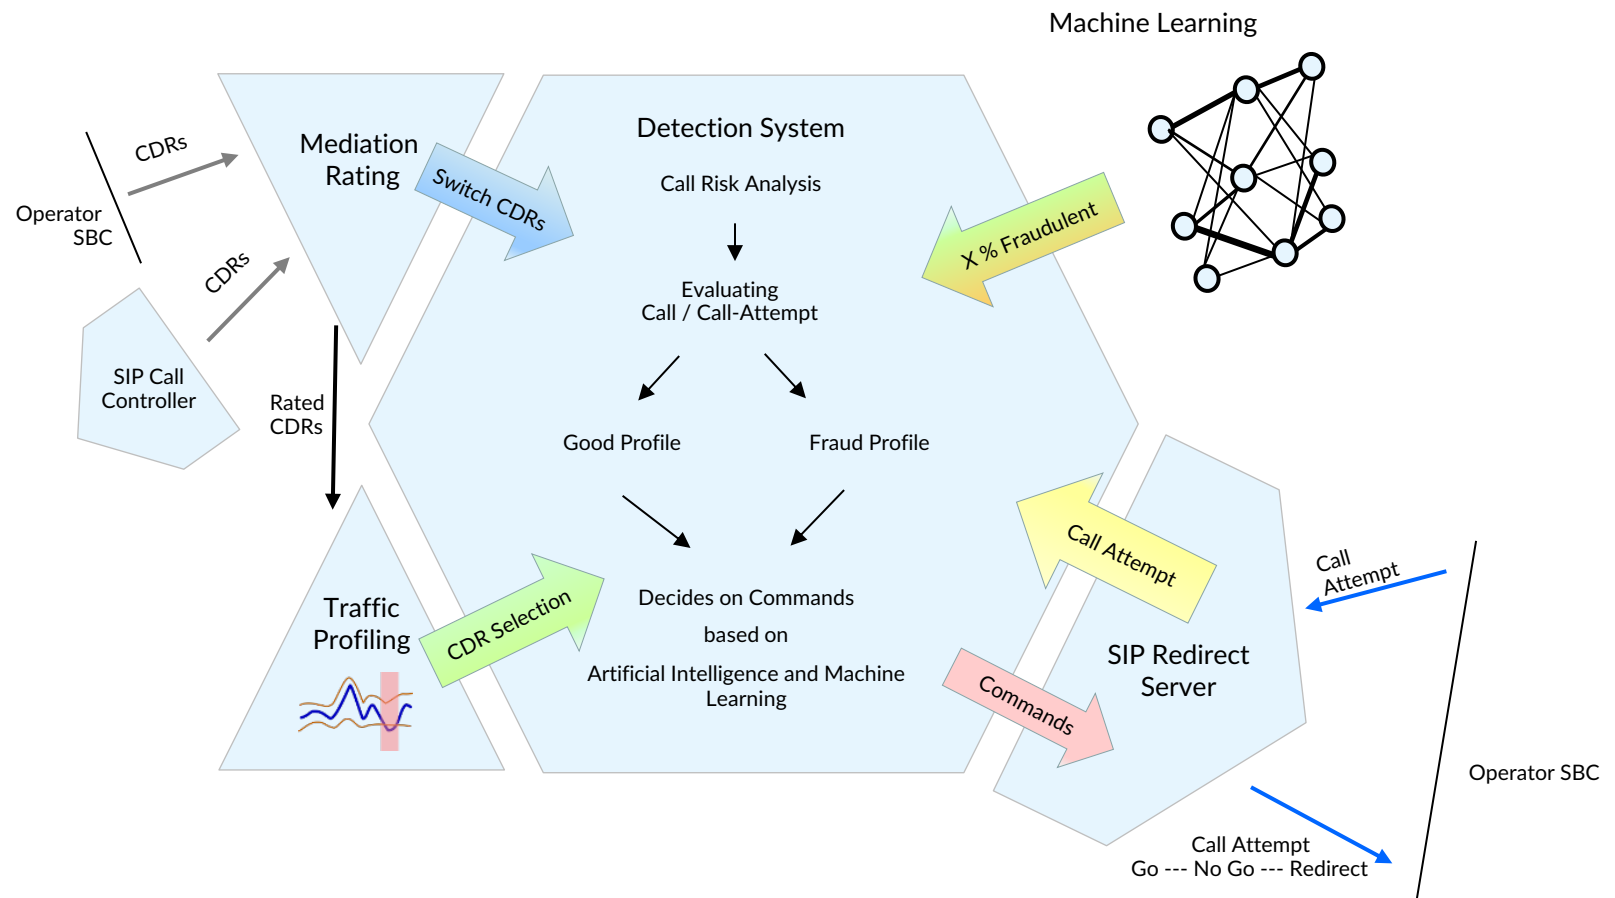 Machine Learning
Mediation
Rating
CDRs
Operator
SBC
CDRs
SIP Call
Controller
Rated
CDRs
Switch CDRs
Detection System
Call Risk Analysis
Evaluating
Call / Call-Attempt
Good Profile
Fraud Profile
X % Fraudulent
Traffic
Profiling
CDR Selection
Decides on Commands
based on
Artificial Intelligence and Machine
Learning
Call Attempt
Commands
SIP Redirect
Server
Call
Attempt
Operator SBC
Call Attempt
Go --- No Go --- Redirect